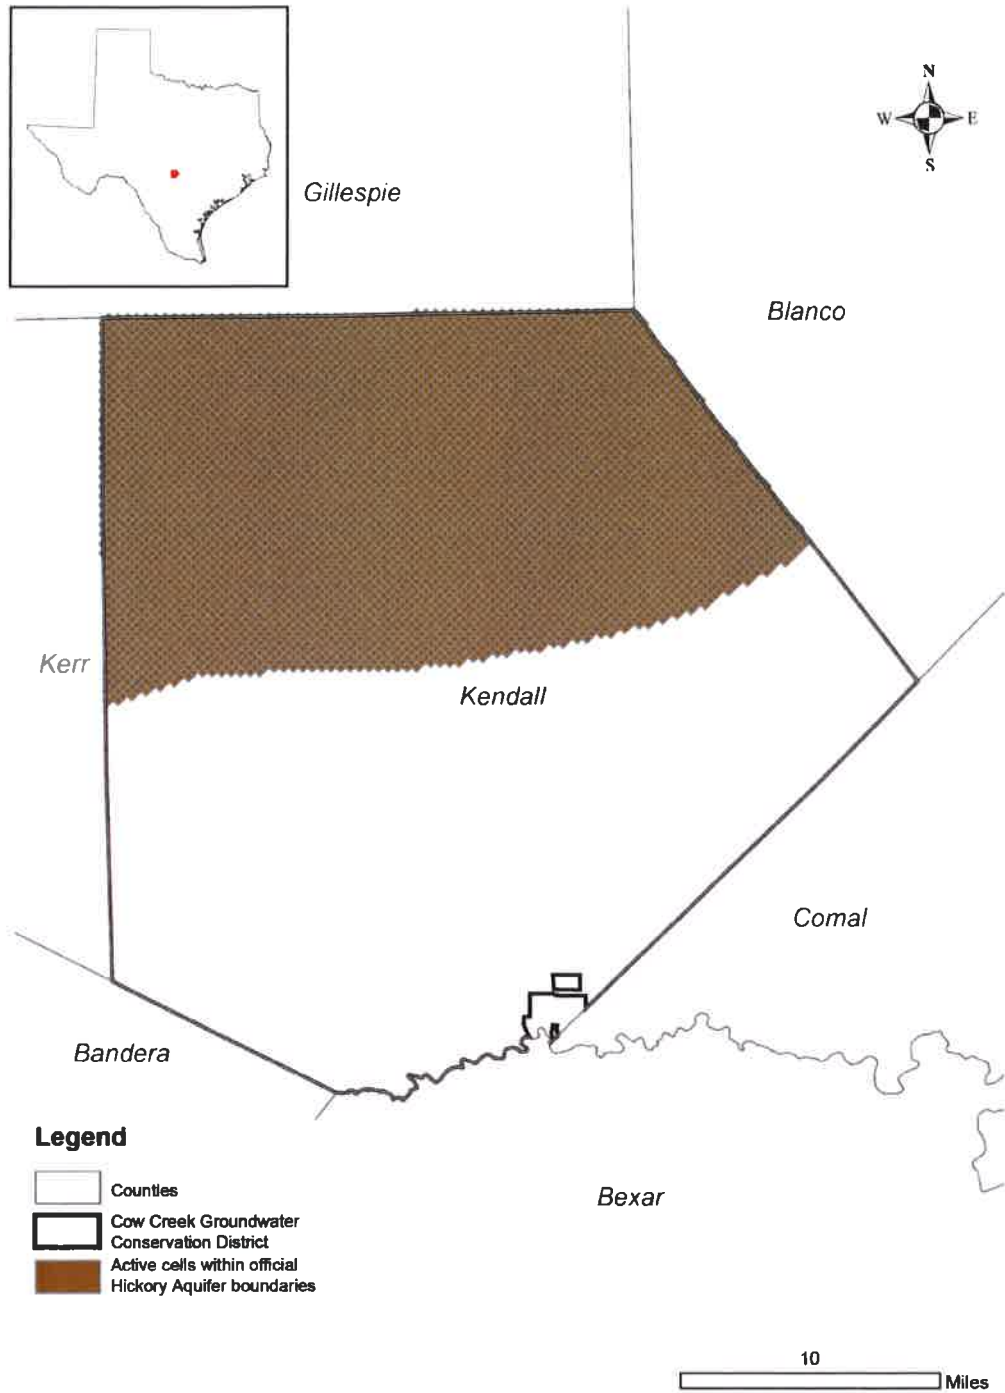 N
W E
S
Gillespie
Blanco
Kerr
Kendall
Comal
Bandera
Bexar
Legend
Counties
Cow Creek Groundwater
Conservation District
Active cells within official
Hickory Aquifer boundaries
10
Miles